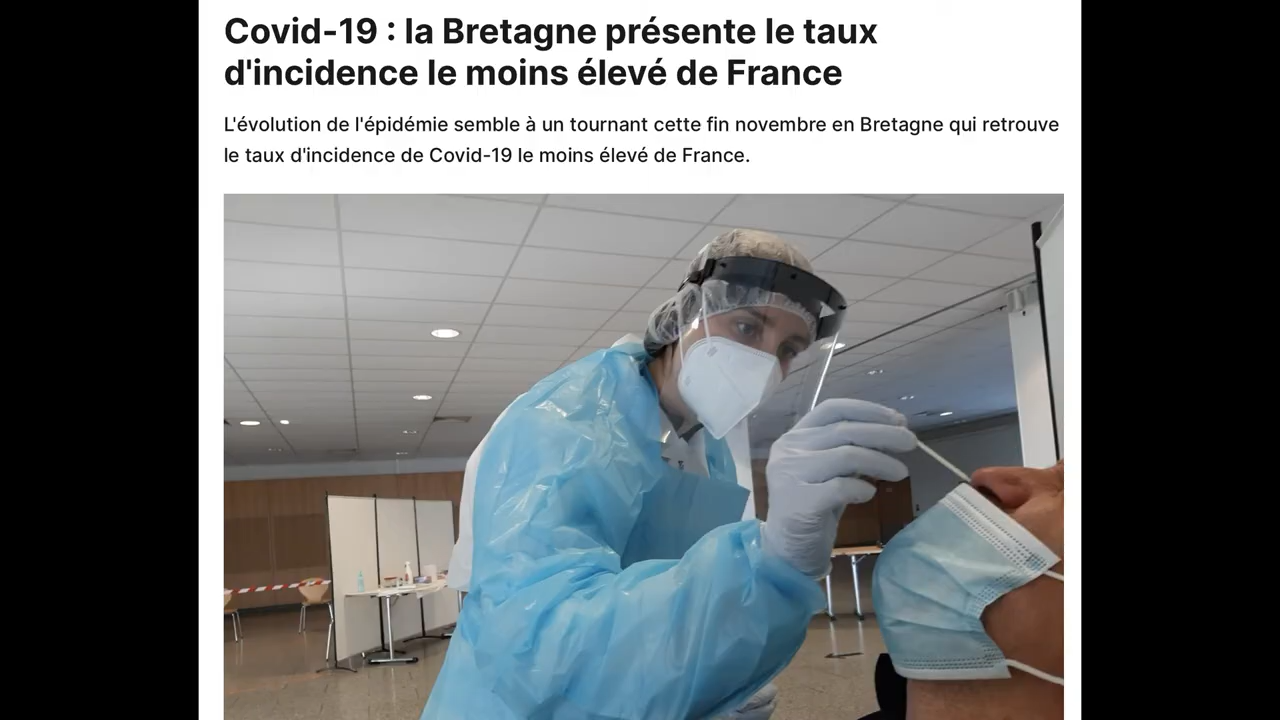 Covid-19 : la Bretagne présente le taux
d'incidence le moins élevé de France
L'évolution de l'épidémie semble à un tournant cette fin novembre en Bretagne qui retrouve
le taux d'incidence de Covid-19 le moins élevé de France.